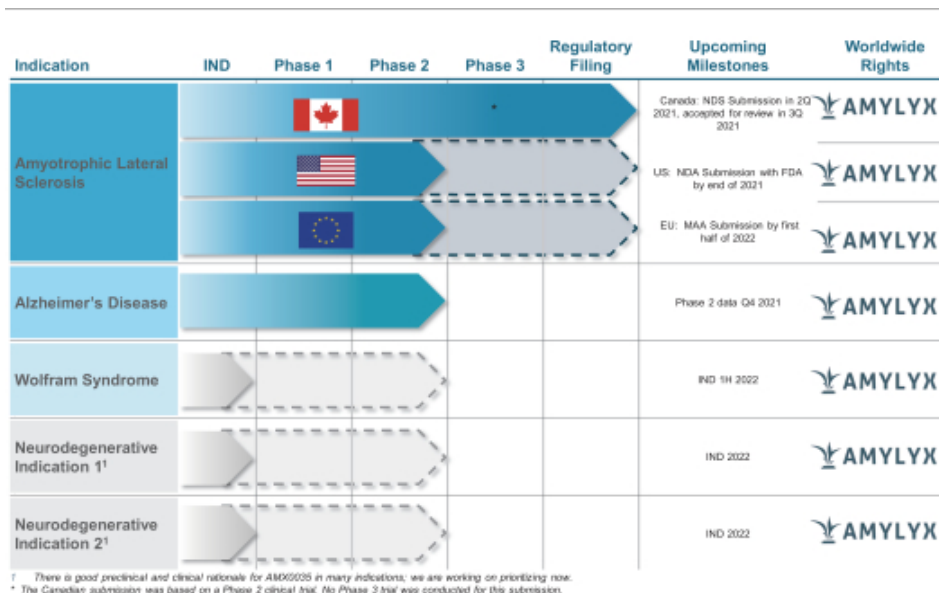 Indication IND Phase 1 Phase 2 Phase 3 Regulatory Filing Upcoming Milestones Worldwide Rights
Amyotrophic Lateral
Sclerosis
Canada: NDS Submission in 2Q
2021, accepted for review in 3Q
2021
AMYLYX
US: NDA Submission with FDA
by end of 2021
AMYLYX
EU: MAA Submission by first
half of 2022
AMYLYX
*
Alzheimer's Disease
Phase 2 data Q4 2021
AMYLYX
Wolfram Syndrome
IND 1H 2022
AMYLYX
Neurodegenerative
Indication 1¹
IND 2022
AMYLYX
Neurodegenerative
Indication 2¹
IND 2022
AMYLYX
1 There is good preclinical and clinical rationale for AMX0035 in many indications; we are working on prioritizing now.
* The Canadian submission was based on a Phase 2 clinical trial. No Phase 3 trial was conducted for this submission.